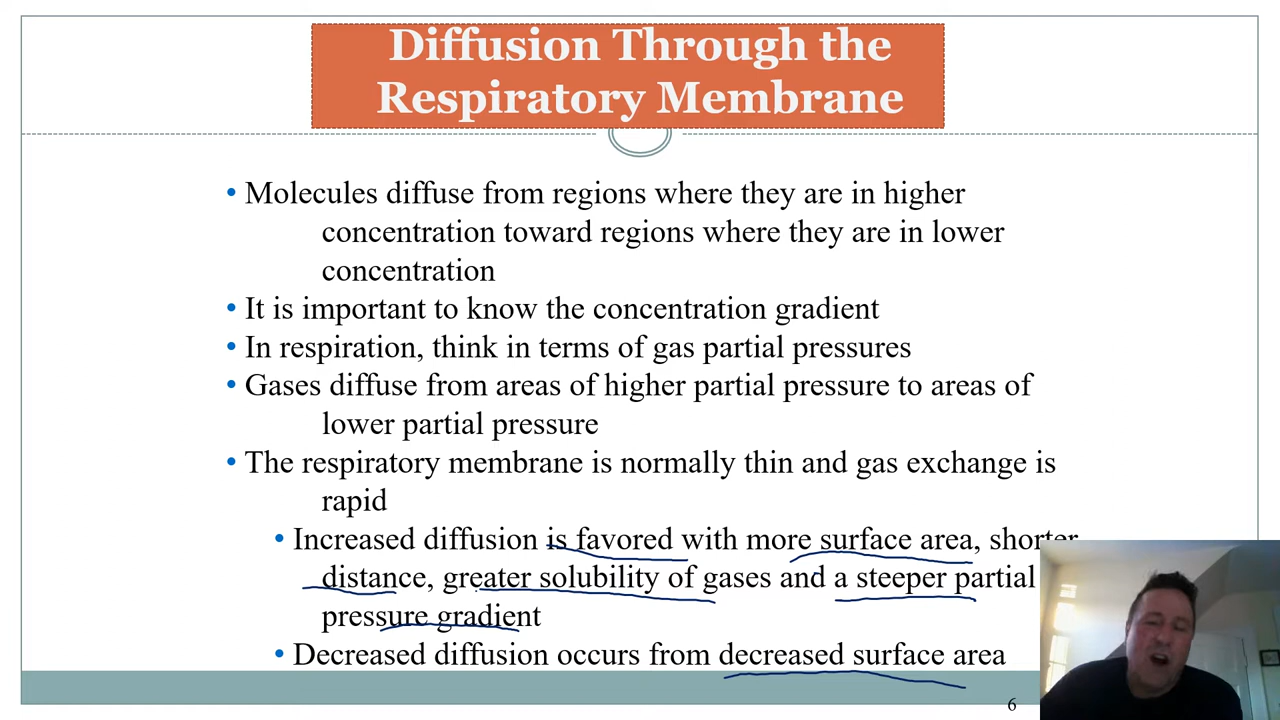 Diffusion Through the
Respiratory Membrane
• Molecules diffuse from regions where they are in higher
concentration toward regions where they are in lower
concentration
• It is important to know the concentration gradient
• In respiration, think in terms of gas partial pressures
• Gases diffuse from areas of higher partial pressure to areas of
lower partial pressure
• The respiratory membrane is normally thin and gas exchange is
rapid
• Increased diffusion is favored with more surface area, shorter
distance, greater solubility of gases and a steeper partial
pressure gradient
• Decreased diffusion occurs from decreased surface area
6